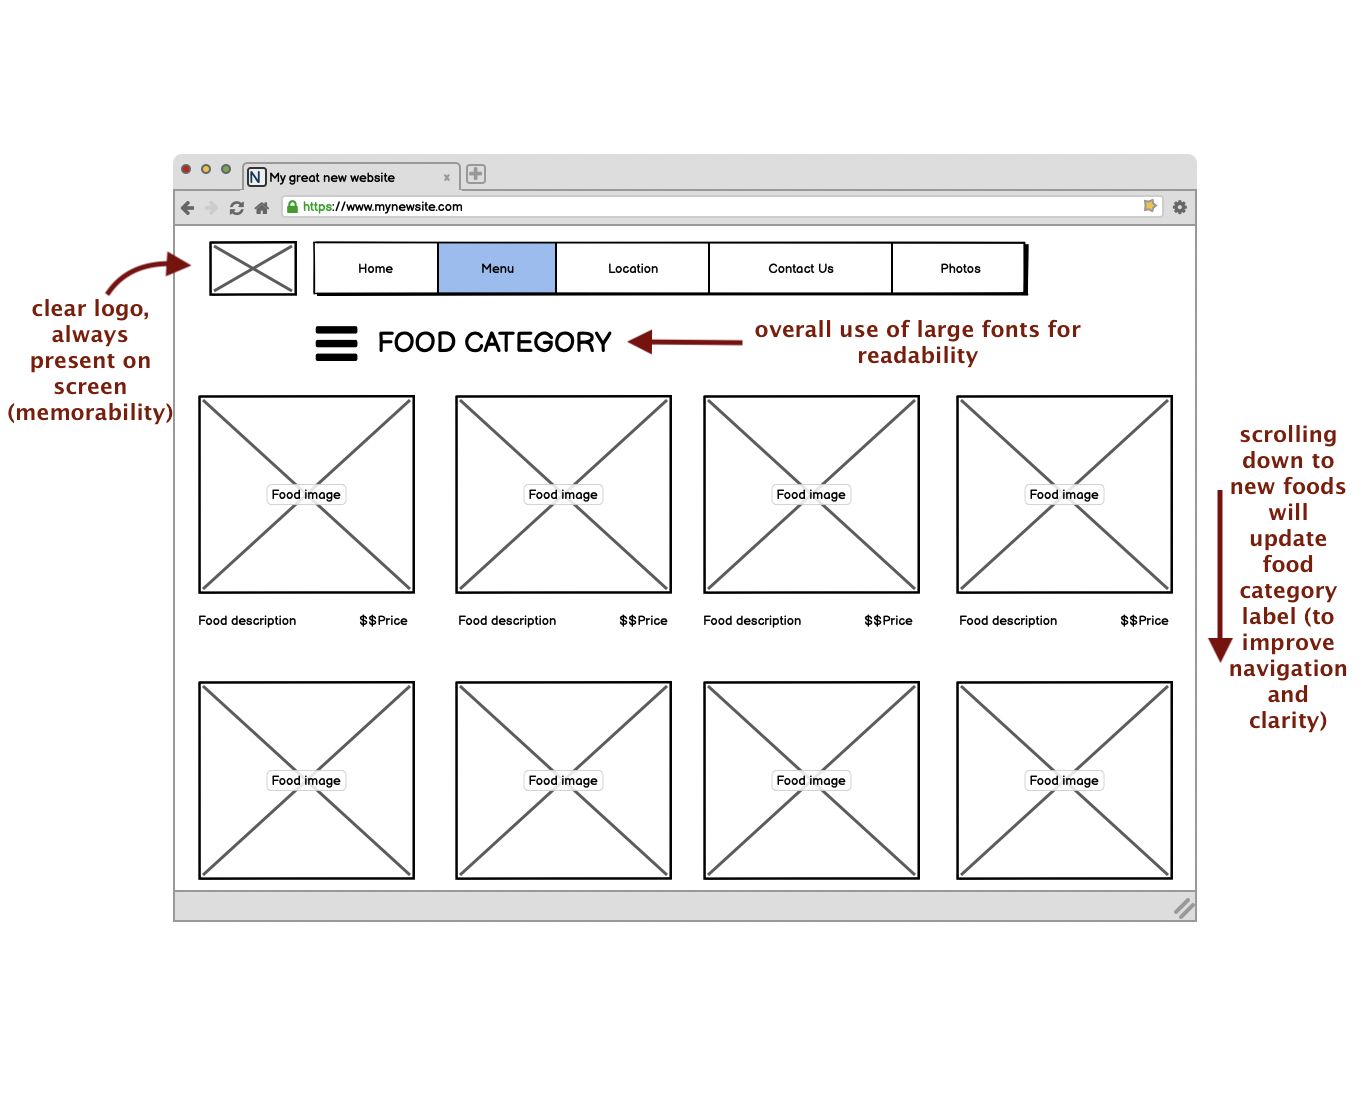 My great new website
https://www.mynewsite.com
Home Menu Location Contact Us Photos
clear logo,
always
present on
screen
(memorability)
FOOD CATEGORY
overall use of large fonts for
readability
Food image Food image Food image Food image
Food description $$Price Food description $$Price Food description $$Price Food description $$Price
Food image Food image Food image Food image
scrolling
down to
new foods
will
update
food
category
label (to
improve
navigation
and
clarity)